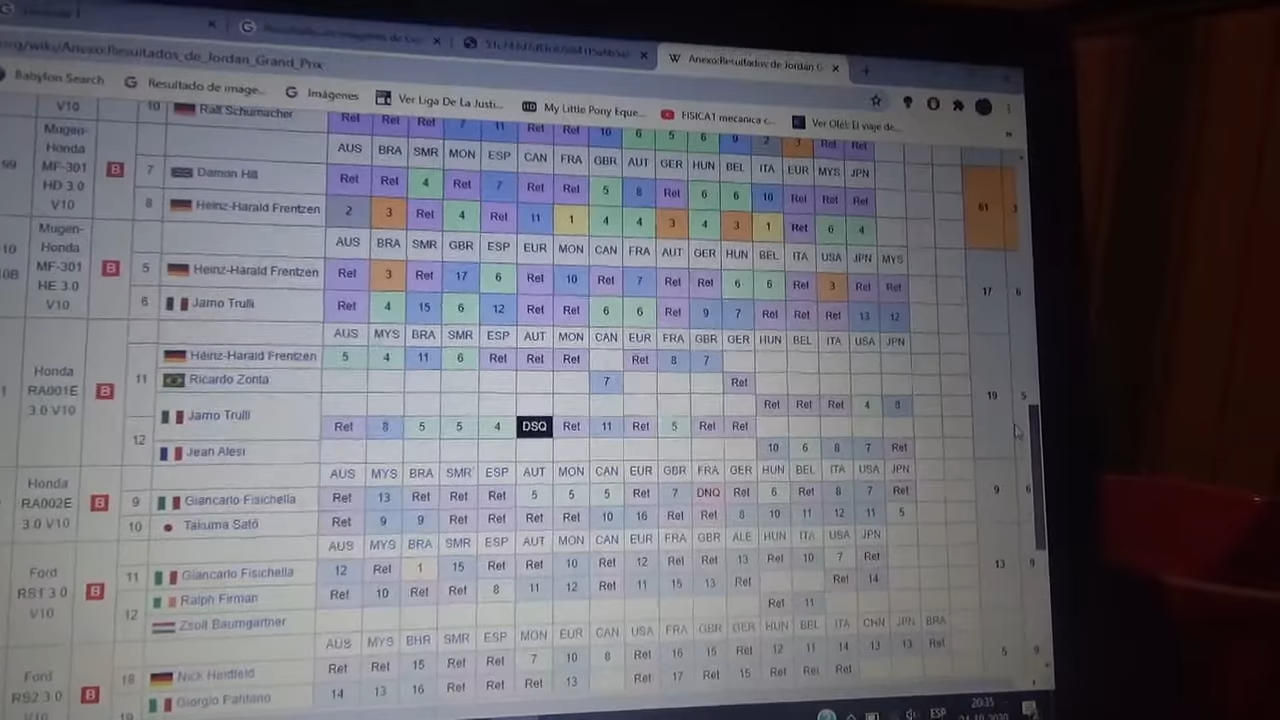 org/wiki/Anexo:Resultados_de_Jordan_Grand_Prix
W Anexo:Resultados de Jordan G
Babylon Search
Resultado de image...
Imágenes
Ver Liga De La Justi...
My Little Pony Eque...
FISICA1 mecanica c...
Ver Olé!: El viaje de...
V10 10 Ralf Schumacher Ret Ret Ret 7 11 Ret Ret 10 6 5 6 9 2 3 Ret Ret
AUS BRA SMR MON ESP CAN FRA GBR AUT GER HUN BEL ITA EUR MYS JPN
99 Mugen-Honda MF-301 HD 3.0 V10 B
7 Damon Hill Ret Ret 4 Ret 7 Ret Ret 5 8 Ret 6 6 10 Ret Ret Ret
8 Heinz-Harald Frentzen 2 3 Ret 4 Ret 11 1 4 4 3 4 3 1 Ret 6 4
61 3
AUS BRA SMR GBR ESP EUR MON CAN FRA AUT GER HUN BEL ITA USA JPN MYS
Mugen-Honda MF-301 HE 3.0 V10 B
5 Heinz-Harald Frentzen Ret 3 Ret 17 6 Ret 10 Ret 7 Ret Ret 6 6 Ret 3 Ret Ret
6 Jarno Trulli Ret 4 15 6 12 Ret Ret 6 6 Ret 9 7 Ret Ret Ret 13 12
17 6
AUS MYS BRA SMR ESP AUT MON CAN EUR FRA GBR GER HUN BEL ITA USA JPN
Honda RA001E 3.0 V10 B
11 Heinz-Harald Frentzen 5 4 11 6 Ret Ret Ret Ret 8 7
Ricardo Zonta 7 Ret
Jarno Trulli Ret Ret Ret 4 8
12 Ret 8 5 5 4 DSQ Ret 11 Ret 5 Ret Ret
Jean Alesi 10 6 8 7 Ret
19 5
AUS MYS BRA SMR ESP AUT MON CAN EUR GBR FRA GER HUN BEL ITA USA JPN
Honda RA002E 3.0 V10 B
9 Giancarlo Fisichella Ret 13 Ret Ret Ret 5 5 5 Ret 7 DNQ Ret 6 Ret 8 7 Ret
10 Takuma Satō Ret 9 9 Ret Ret Ret Ret 10 16 Ret Ret 8 10 11 12 11 5
9 6
AUS MYS BRA SMR ESP AUT MON CAN EUR FRA GBR ALE HUN ITA USA JPN
Ford RS1 3.0 V10 B
11 Giancarlo Fisichella 12 Ret 1 15 Ret Ret 10 Ret 12 Ret Ret 13 Ret 10 7 Ret
12 Ralph Firman Ret 10 Ret Ret 8 11 12 Ret 11 15 13 Ret Ret 14
Zsolt Baumgartner Ret 11
13 9
AUS MYS BHR SMR ESP MON EUR CAN USA FRA GBR GER HUN BEL ITA CHN JPN BRA
Ford RS2 3.0 V10 B
18 Nick Heidfeld Ret Ret 15 Ret Ret 7 10 8 Ret 16 15 Ret 12 11 14 13 13 Ret
19 Giorgio Pantano 14 13 16 Ret Ret Ret 13 Ret 17 Ret 15 Ret Ret Ret
5 9
ESP
20:35